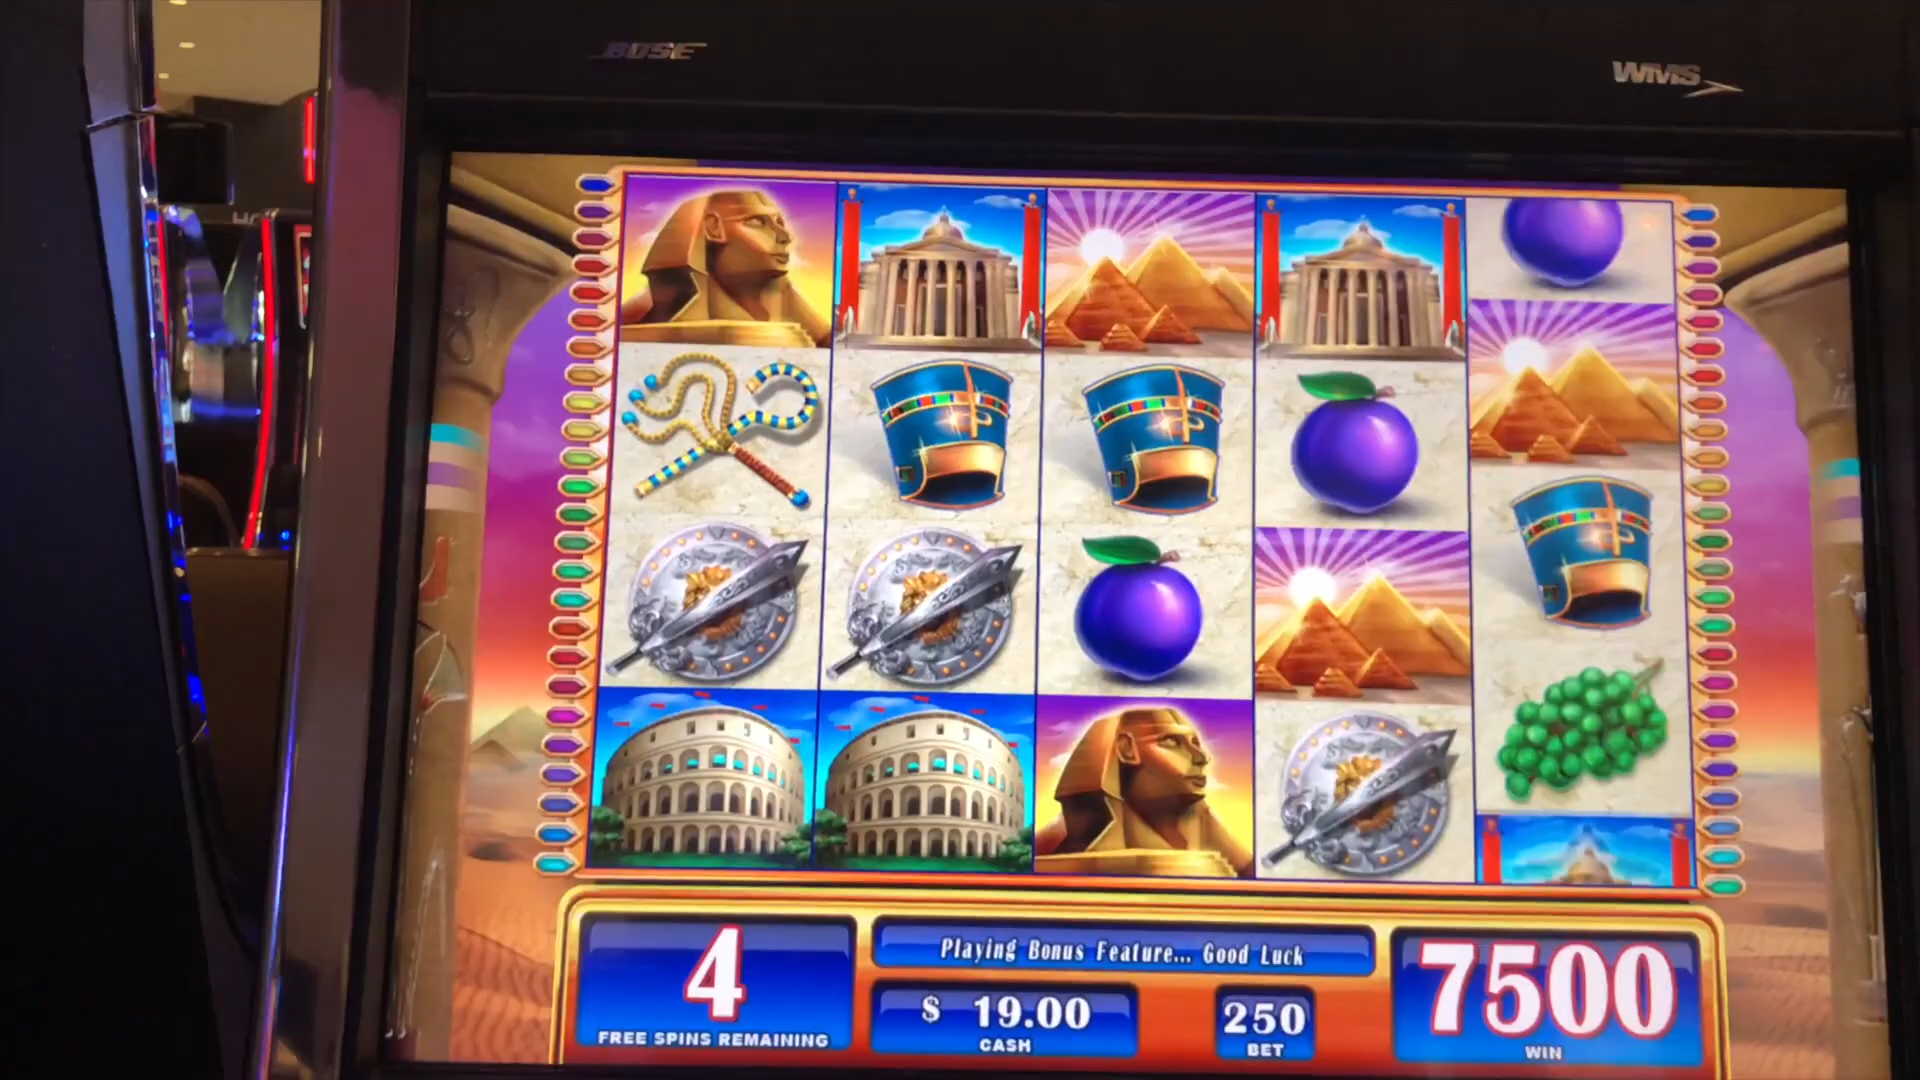 BOSE
WMS
4
FREE SPINS REMAINING
Playing Bonus Feature... Good Luck
$ 19.00
CASH
250
BET
7500
WIN